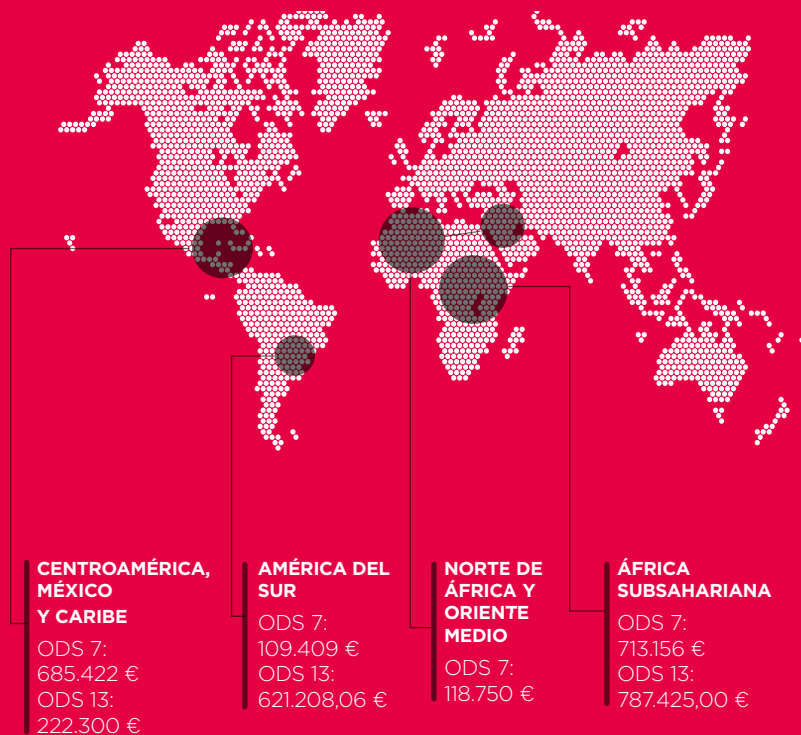 CENTROAMÉRICA,
MÉXICO
Y CARIBE
ODS 7:
685.422 €
ODS 13:
222.300 €
AMÉRICA DEL
SUR
ODS 7:
109.409 €
ODS 13:
621.208,06 €
NORTE DE
ÁFRICA Y
ORIENTE
MEDIO
ODS 7:
118.750 €
ÁFRICA
SUBSAHARIANA
ODS 7:
713.156 €
ODS 13:
787.425,00 €